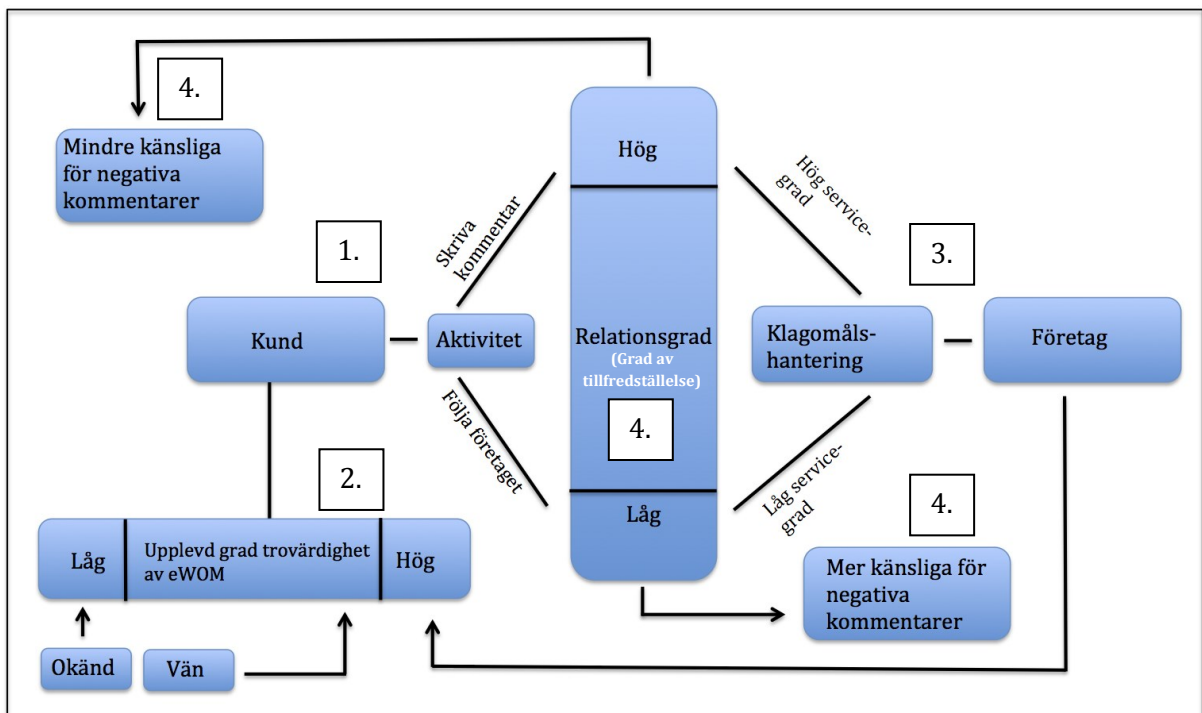 4.
Mindre känsliga
för negativa
kommentarer
Hög
Skriva
kommentar
Hög service-
grad
1.
3.
Kund
Aktivitet
Relationsgrad
(Grad av
tillfredställelse)
Klagomåls-
hantering
Företag
Följa företaget
4.
2.
Låg service-
grad
4.
Låg
Låg
Upplevd grad trovärdighet
av eWOM
Hög
Mer känsliga för
negativa
kommentarer
Okänd
Vän